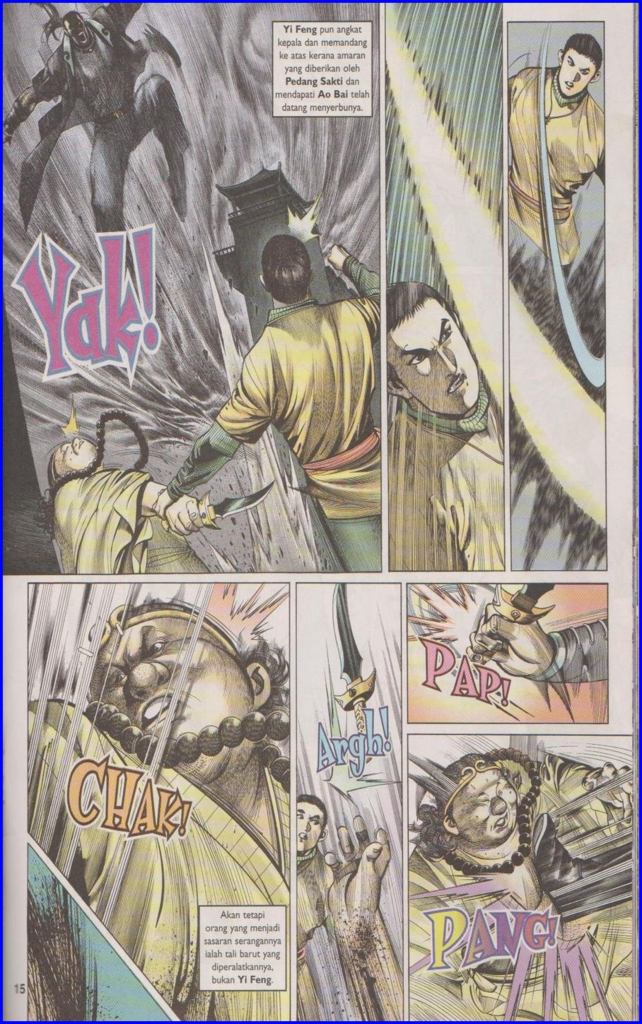 Yi Feng pun angkat
kepala dan memandang
ke atas kerana amaran
yang diberikan oleh
Pedang Sakti dan
mendapati Ao Bai telah
datang menyerbunya.
Yak!
CHAK!
Argh!
PAP!
PANG!
Akan tetapi
orang yang menjadi
sasaran serangannya
ialah tali barut yang
diperalatkannya,
bukan Yi Feng.
15